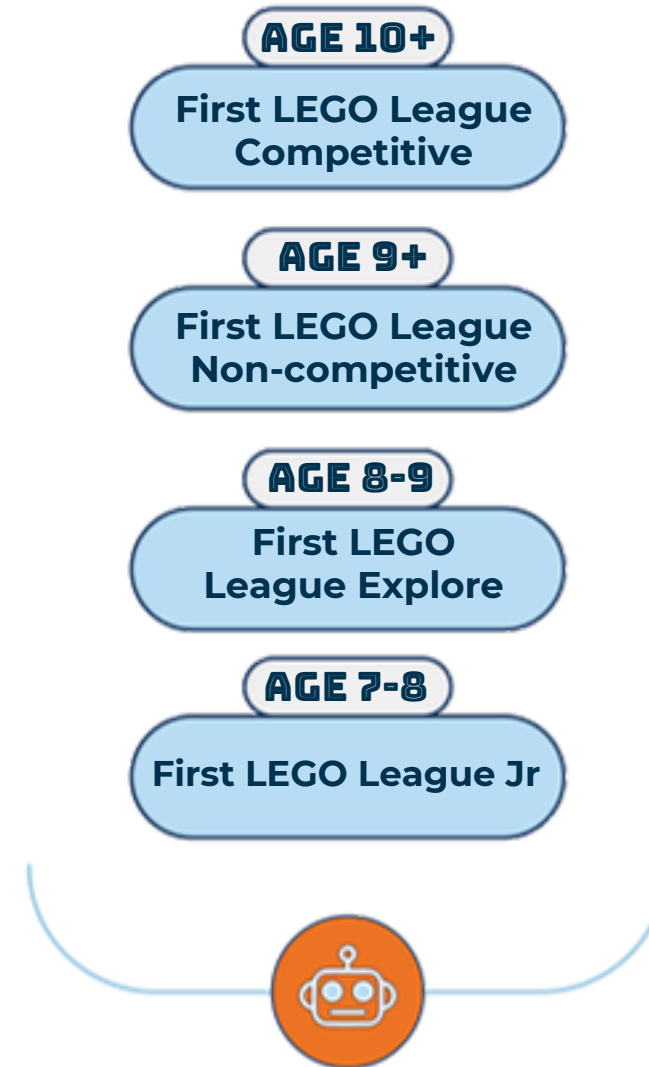 AGE 10+
First LEGO League
Competitive
AGE 9+
First LEGO League
Non-competitive
AGE 8-9
First LEGO
League Explore
AGE 7-8
First LEGO League Jr